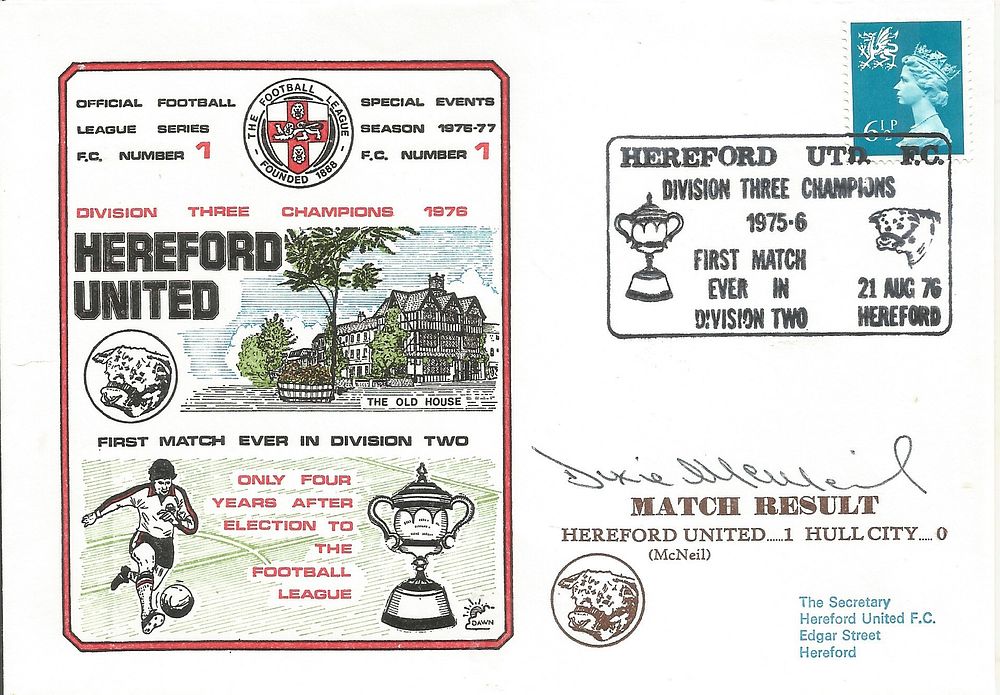 OFFICIAL FOOTBALL
LEAGUE SERIES
F.C. NUMBER 1
THE FOOTBALL LEAGUE
FOUNDED 1888
SPECIAL EVENTS
SEASON 1976-77
F.C. NUMBER 1
DIVISION THREE CHAMPIONS 1976
HEREFORD
UNITED
THE OLD HOUSE
FIRST MATCH EVER IN DIVISION TWO
ONLY FOUR
YEARS AFTER
ELECTION TO
THE
FOOTBALL
LEAGUE
DAWN
6½P
HEREFORD UTD. F.C.
DIVISION THREE CHAMPIONS
1975-6
FIRST MATCH
EVER IN
DIVISION TWO
21 AUG 76
HEREFORD
Dixie McNeil
MATCH RESULT
HEREFORD UNITED.....1 HULL CITY.....0
(McNeil)
The Secretary
Hereford United F.C.
Edgar Street
Hereford